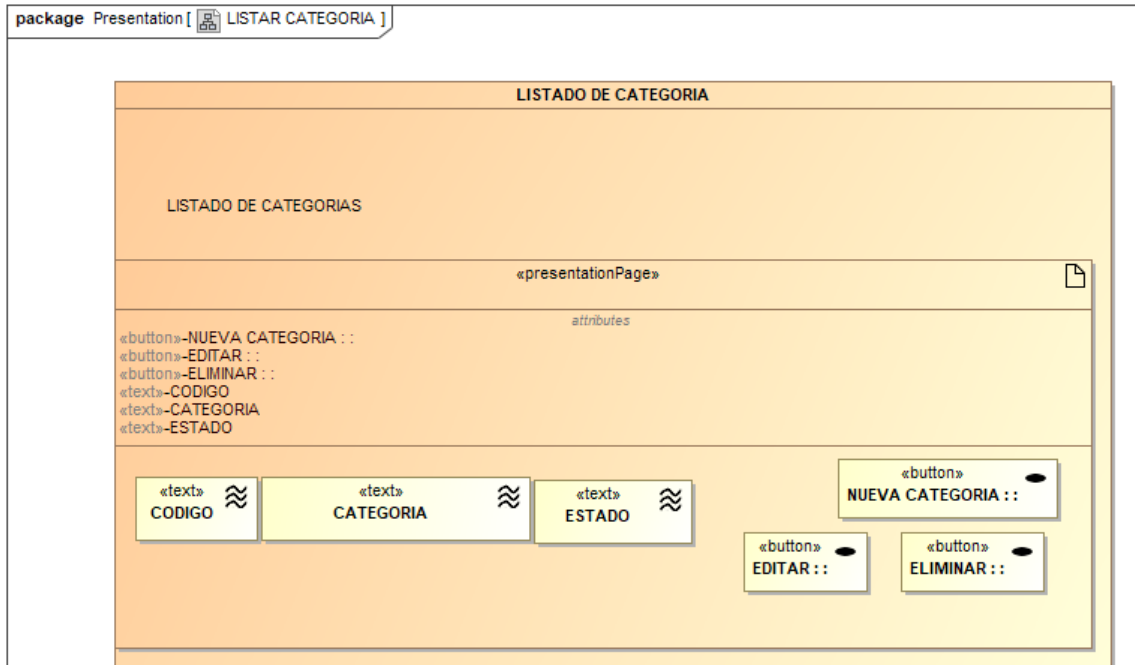 package Presentation [ LISTAR CATEGORIA ]
LISTADO DE CATEGORIA
LISTADO DE CATEGORIAS
«presentationPage»
attributes
«button»-NUEVA CATEGORIA : :
«button»-EDITAR : :
«button»-ELIMINAR : :
«text»-CODIGO
«text»-CATEGORIA
«text»-ESTADO
«text»
CODIGO
«text»
CATEGORIA
«text»
ESTADO
«button»
NUEVA CATEGORIA : :
«button»
EDITAR : :
«button»
ELIMINAR : :